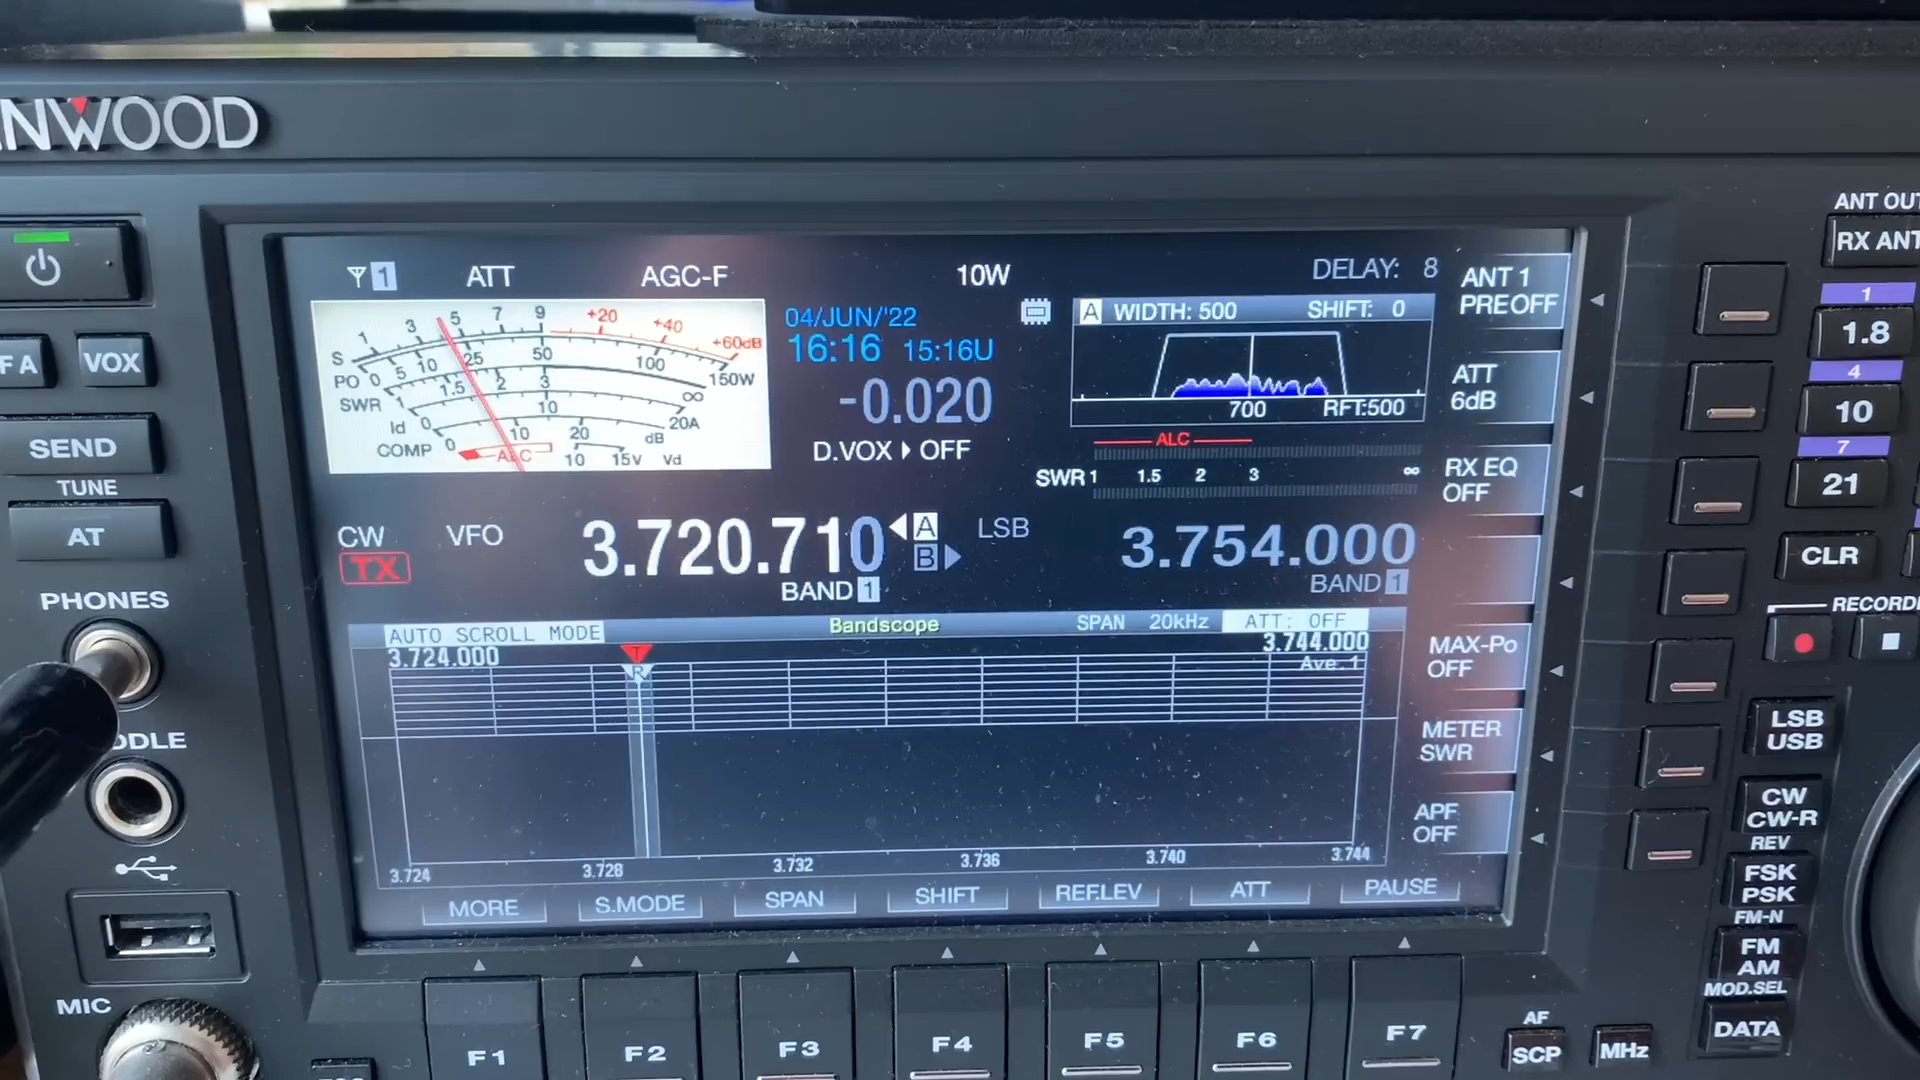 NWOOD
ANT OUT
RX ANT
1 ATT AGC-F 10W DELAY: 8
ANT 1
PREOFF
S 1 3 5 7 9 +20 +40 +60dB
PO 0 5 10 25 50 100 150W
SWR 1 1.5 2 3 ∞
Id 0 10 20A
COMP 0 10 20 dB
ALC 10 15V Vd
04/JUN/'22
16:16 15:16U
-0.020
D.VOX OFF
A WIDTH: 500 SHIFT: 0
700 RFT:500
ALC
SWR 1 1.5 2 3 ∞
ATT
6dB
RX EQ
OFF
1
1.8
4
10
7
21
CLR
F A
VOX
SEND
TUNE
AT
PHONES
DDLE
MIC
CW VFO 3.720.710 A LSB 3.754.000
TX B
BAND 1 BAND 1
AUTO SCROLL MODE Bandscope SPAN 20kHz ATT: OFF
3.724.000 T 3.744.000
R Ave.1
3.724 3.728 3.732 3.736 3.740 3.744
MORE S.MODE SPAN SHIFT REF.LEV ATT PAUSE
MAX-Po
OFF
METER
SWR
APF
OFF
RECORDI
LSB
USB
CW
CW-R
REV
FSK
PSK
FM-N
FM
AM
MOD.SEL
DATA
F1 F2 F3 F4 F5 F6 F7
AF
SCP
MHz